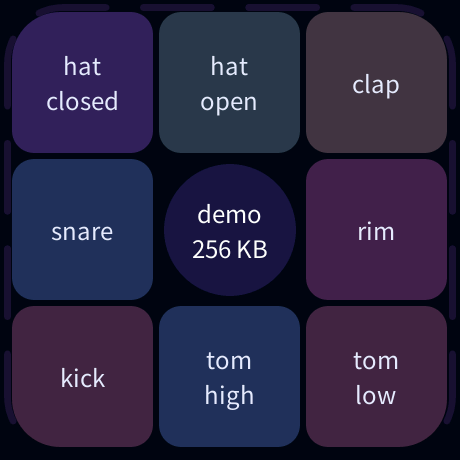 hat
closed
hat
open
clap
snare
demo
256 KB
rim
kick
tom
high
tom
low